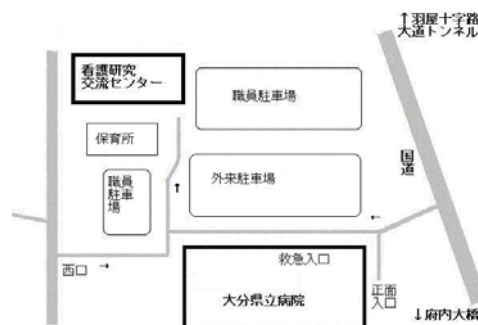 ↑羽屋十字路
大道トンネル
看護研究
交流センター
職員駐車場
保育所
国道
職員
駐車
場
外来駐車場
↑
←
西口 →
救急入口
大分県立病院
正面
入口
↓府内大橋